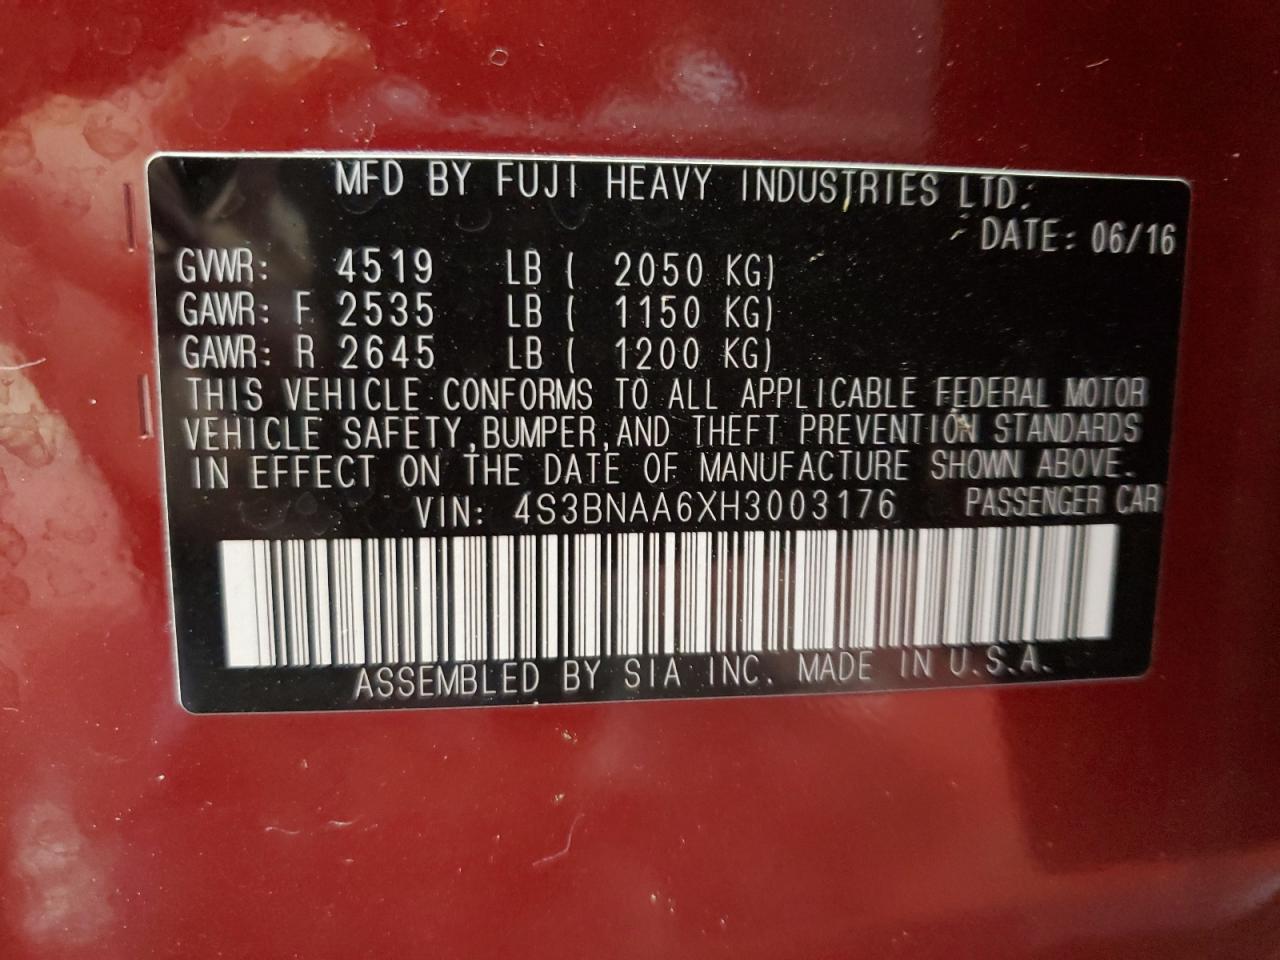 MFD BY FUJI HEAVY INDUSTRIES LTD.
DATE: 06/16
GVWR: 4519 LB ( 2050 KG)
GAWR: F 2535 LB ( 1150 KG)
GAWR: R 2645 LB ( 1200 KG)
THIS VEHICLE CONFORMS TO ALL APPLICABLE FEDERAL MOTOR
VEHICLE SAFETY,BUMPER,AND THEFT PREVENTION STANDARDS
IN EFFECT ON THE DATE OF MANUFACTURE SHOWN ABOVE.
VIN: 4S3BNAA6XH3003176 PASSENGER CAR
ASSEMBLED BY SIA INC. MADE IN U.S.A.